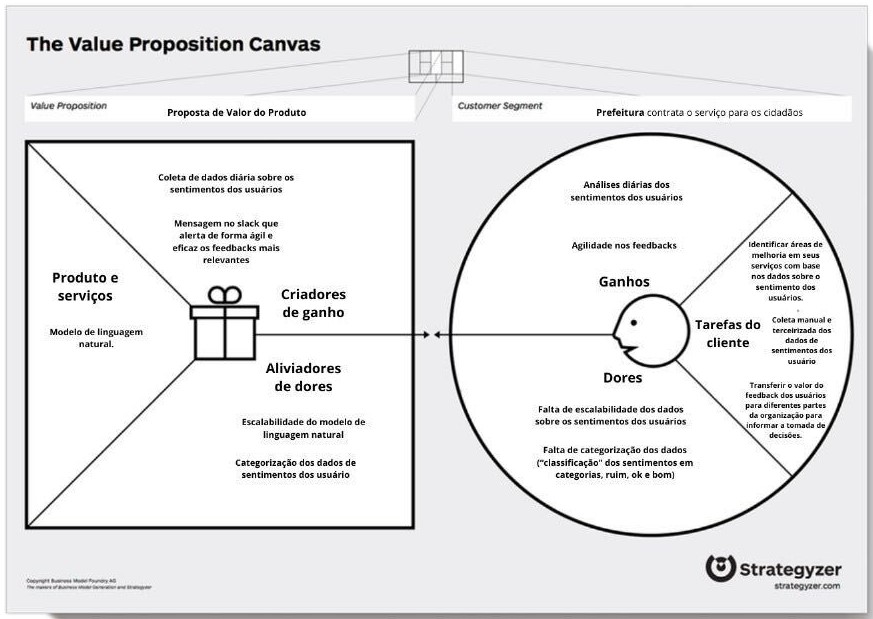 The Value Proposition Canvas
Value Proposition
Proposta de Valor do Produto
Customer Segment
Prefeitura contrata o serviço para os cidadãos
Coleta de dados diária sobre os
sentimentos dos usuários
Mensagem no slack que
alerta de forma ágil e
eficaz os feedbacks mais
relevantes
Produto e
serviços
Modelo de linguagem
natural.
Criadores
de ganho
Aliviadores
de dores
Escalabilidade do modelo de
linguagem natural
Categorização dos dados de
sentimentos dos usuário
Análises diárias dos
sentimentos dos usuários
Agilidade nos feedbacks
Ganhos
Identificar áreas de
melhoria em seus
serviços com base
nos dados sobre o
sentimento dos
usuários.
Tarefas do
cliente
Coleta manual e
terceirizada dos
dados de
sentimentos dos
usuário
Transferir o valor do
feedback dos usuários
para diferentes partes
da organização para
informar a tomada de
decisões.
Dores
Falta de escalabilidade dos dados
sobre os sentimentos dos usuários
Falta de categorização dos dados
("classificação" dos sentimentos em
categorias, ruim, ok e bom)
Copyright Business Model Foundry AG
The makers of Business Model Generation and Strategyzer
Strategyzer
strategyzer.com